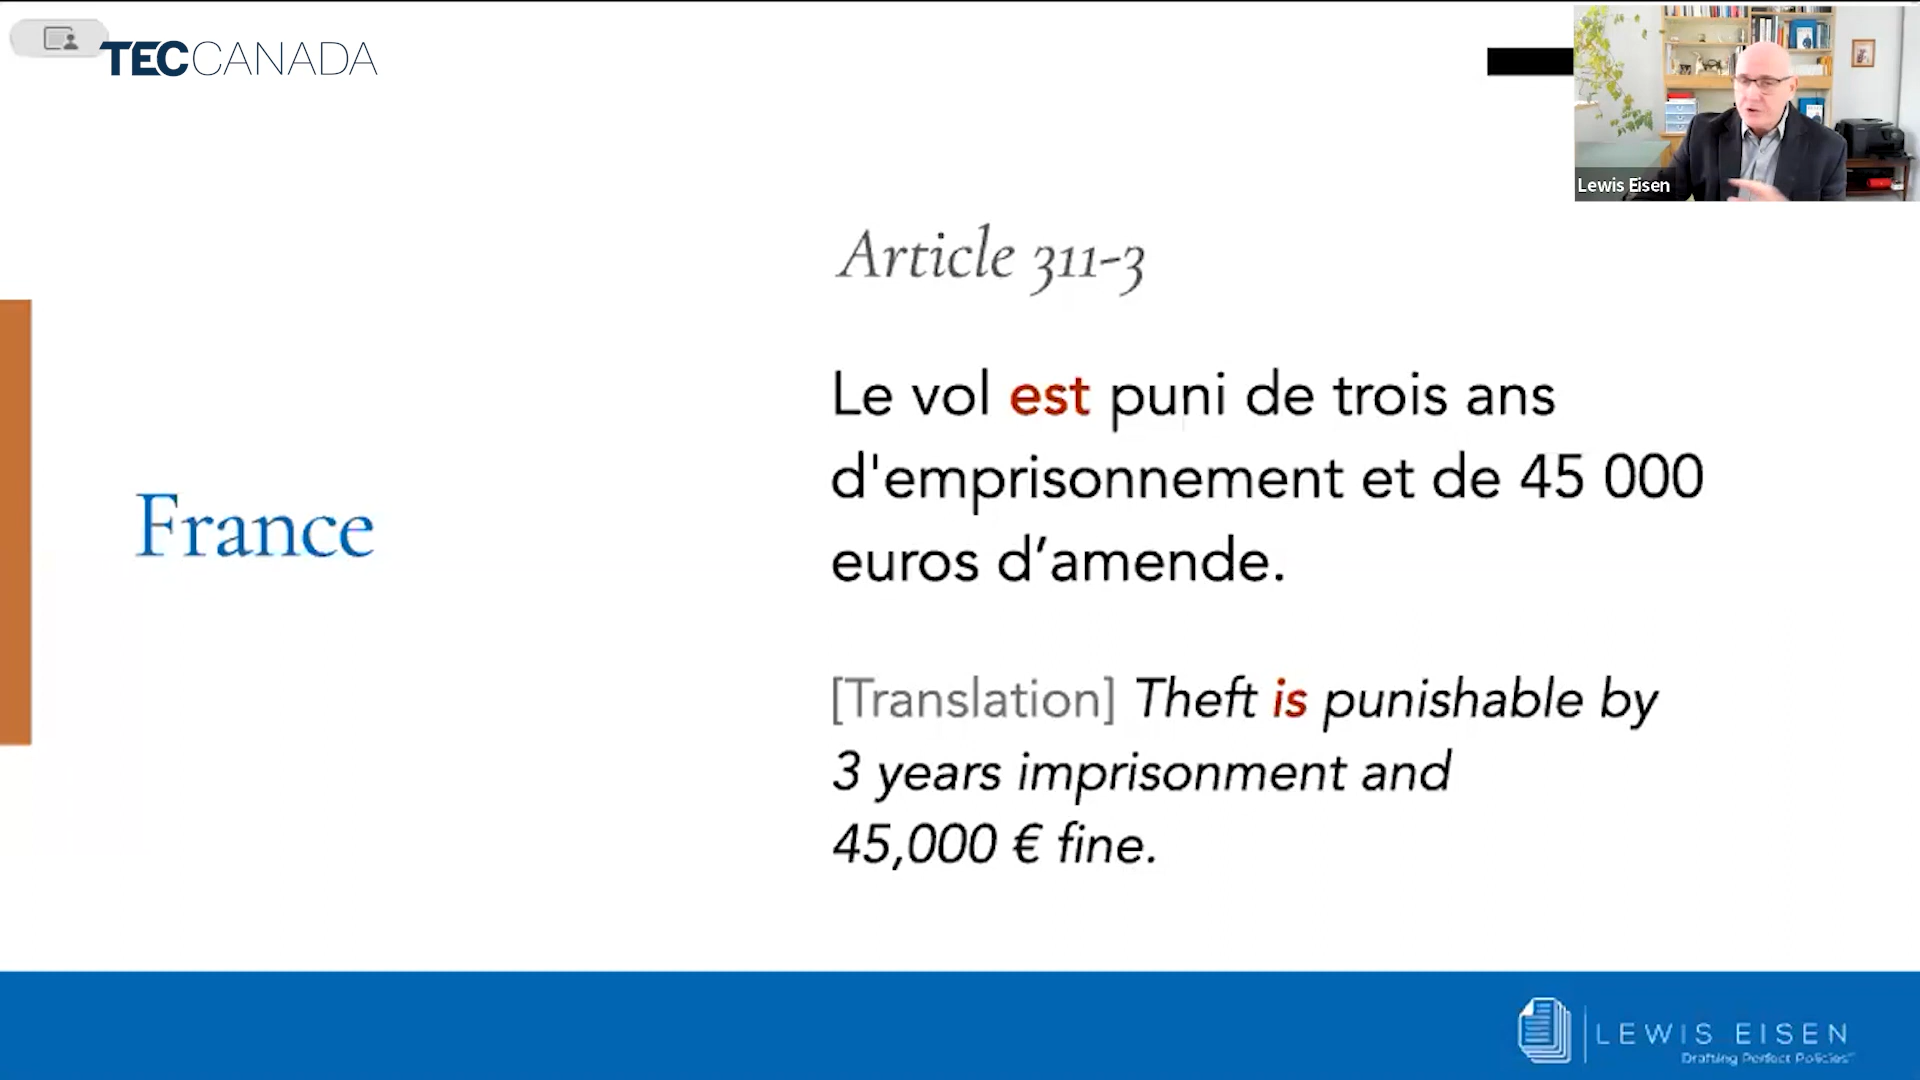 TECCANADA
Lewis Eisen
Article 311-3
Le vol est puni de trois ans
d'emprisonnement et de 45 000
euros d’amende.
France
[Translation] Theft is punishable by
3 years imprisonment and
45,000 € fine.
LEWIS EISEN
Drafting Perfect Policies™